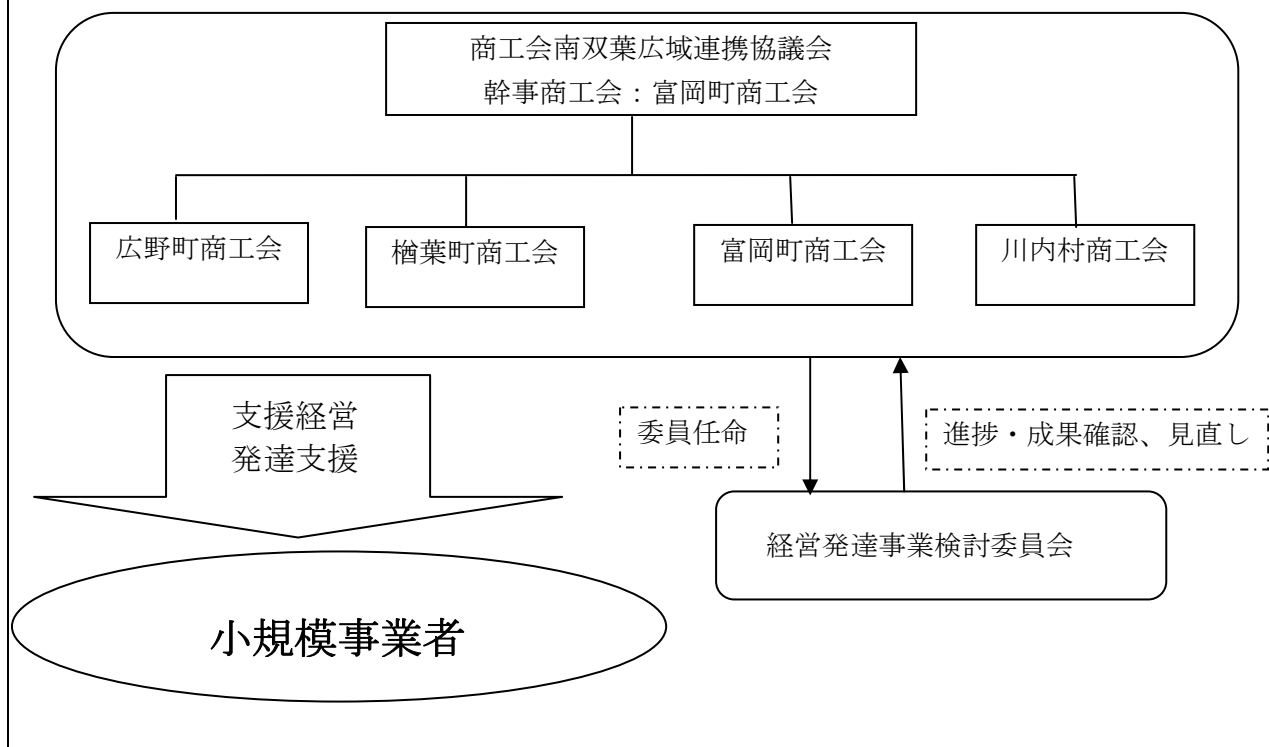 商工会南双葉広域連携協議会
幹事商工会：富岡町商工会
広野町商工会
楢葉町商工会
富岡町商工会
川内村商工会
支援経営
発達支援
委員任命
進捗・成果確認、見直し
経営発達事業検討委員会
小規模事業者